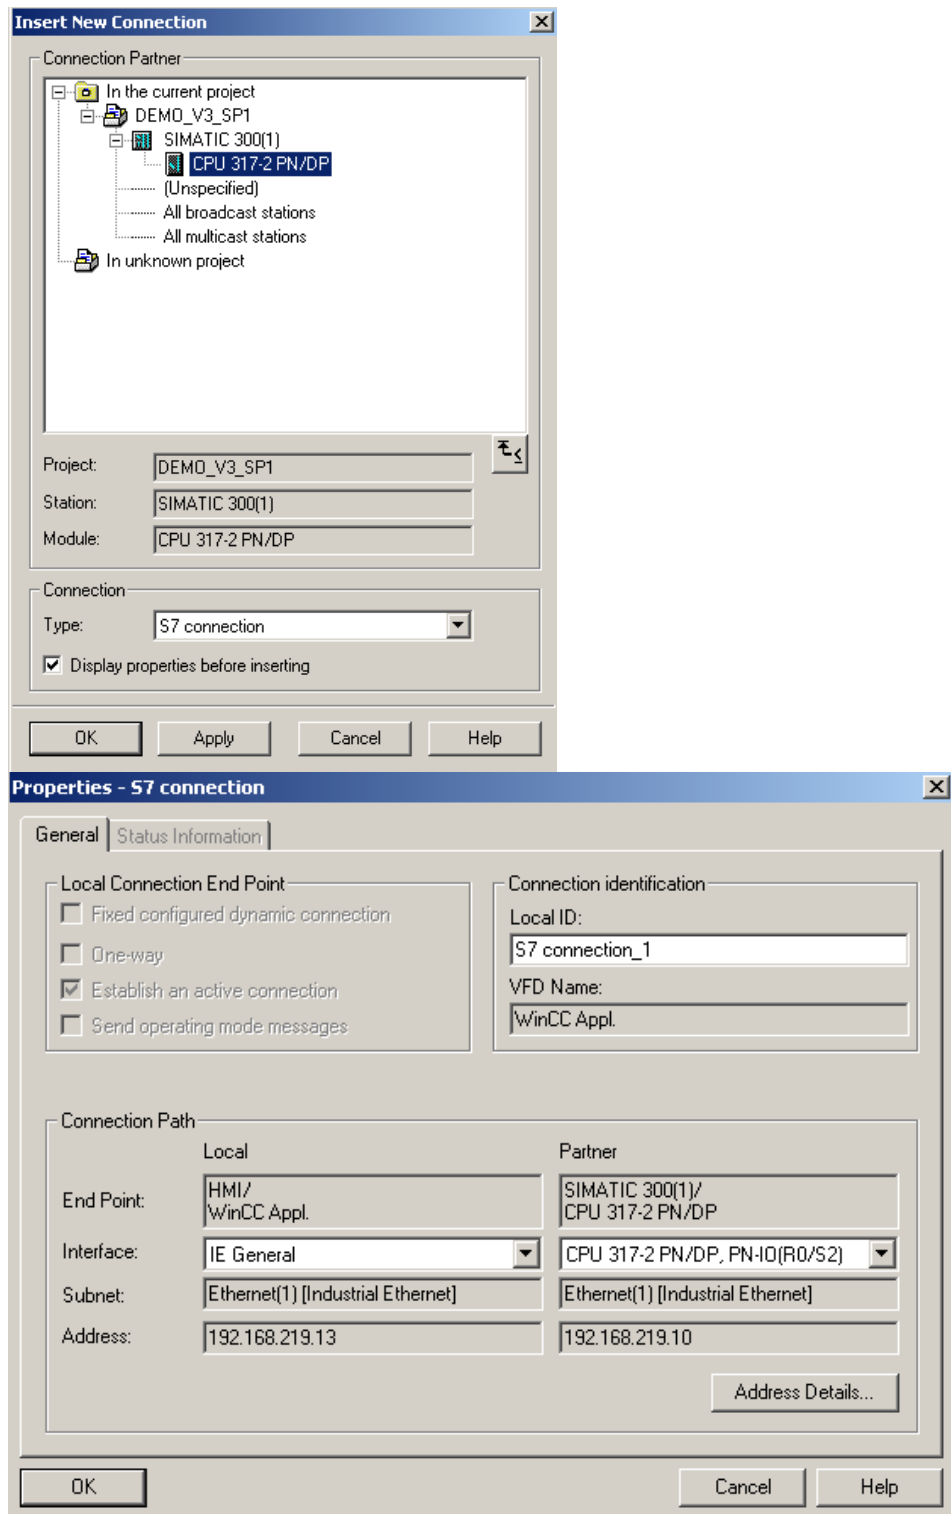 Insert New Connection
Connection Partner
In the current project
DEMO_V3_SP1
SIMATIC 300(1)
CPU 317-2 PN/DP
(Unspecified)
All broadcast stations
All multicast stations
In unknown project
Project: DEMO_V3_SP1
Station: SIMATIC 300(1)
Module: CPU 317-2 PN/DP
Connection
Type: S7 connection
Display properties before inserting
OK Apply Cancel Help
Properties - S7 connection
General Status Information
Local Connection End Point
Fixed configured dynamic connection
One-way
Establish an active connection
Send operating mode messages
Connection identification
Local ID:
S7 connection_1
VFD Name:
WinCC Appl.
Connection Path
Local Partner
End Point: HMI/ SIMATIC 300(1)/
WinCC Appl. CPU 317-2 PN/DP
Interface: IE General CPU 317-2 PN/DP, PN-IO(R0/S2)
Subnet: Ethernet(1) [Industrial Ethernet] Ethernet(1) [Industrial Ethernet]
Address: 192.168.219.13 192.168.219.10
Address Details...
OK Cancel Help